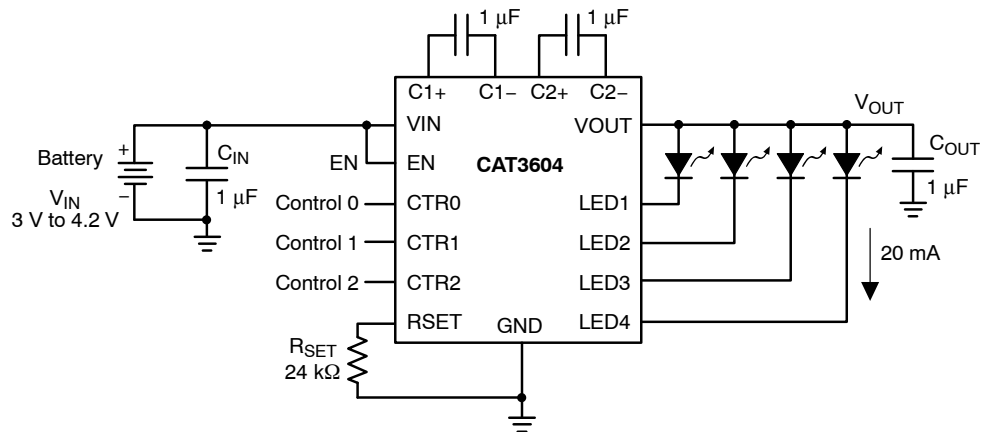 1 µF
1 µF
C1+
C1−
C2+
C2−
VIN
VOUT
VOUT
Battery
+
−
CIN
1 µF
VIN
3 V to 4.2 V
EN
EN
CAT3604
COUT
1 µF
Control 0
CTR0
LED1
Control 1
CTR1
LED2
20 mA
Control 2
CTR2
LED3
RSET
GND
LED4
RSET
24 kΩ